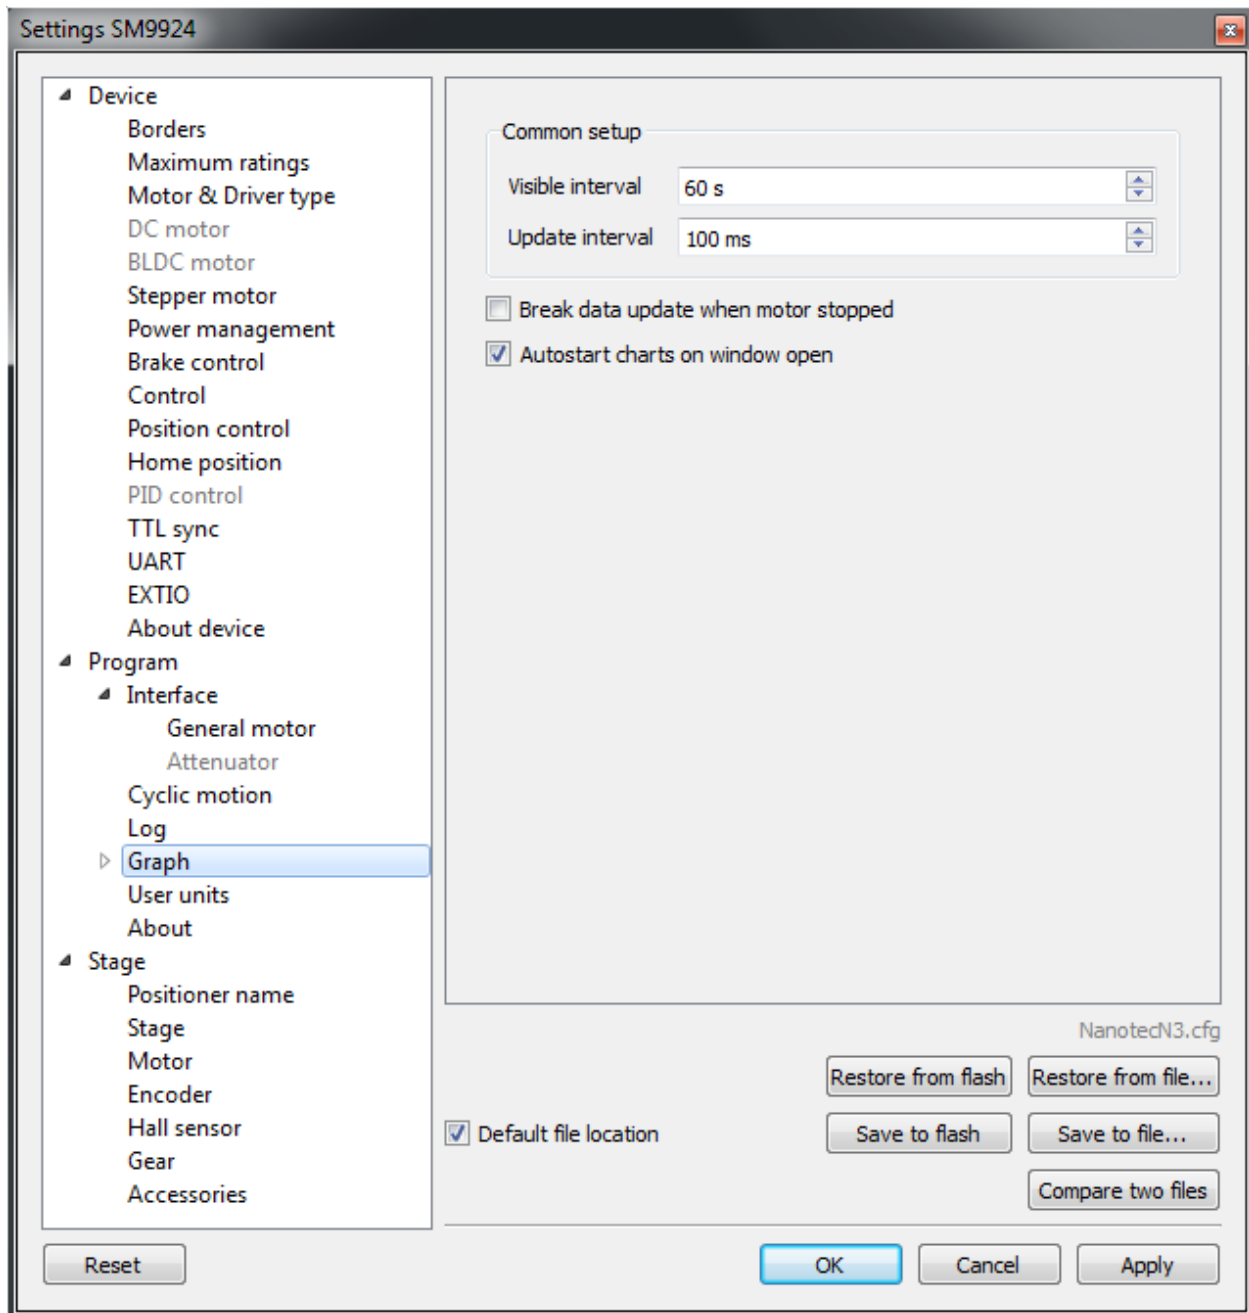 Settings SM9924
Device
Borders
Maximum ratings
Motor & Driver type
DC motor
BLDC motor
Stepper motor
Power management
Brake control
Control
Position control
Home position
PID control
TTL sync
UART
EXTIO
About device
Program
Interface
General motor
Attenuator
Cyclic motion
Log
Graph
User units
About
Stage
Positioner name
Stage
Motor
Encoder
Hall sensor
Gear
Accessories
Common setup
Visible interval 60 s
Update interval 100 ms
Break data update when motor stopped
Autostart charts on window open
NanotecN3.cfg
Restore from flash Restore from file...
Default file location Save to flash Save to file...
Compare two files
Reset OK Cancel Apply